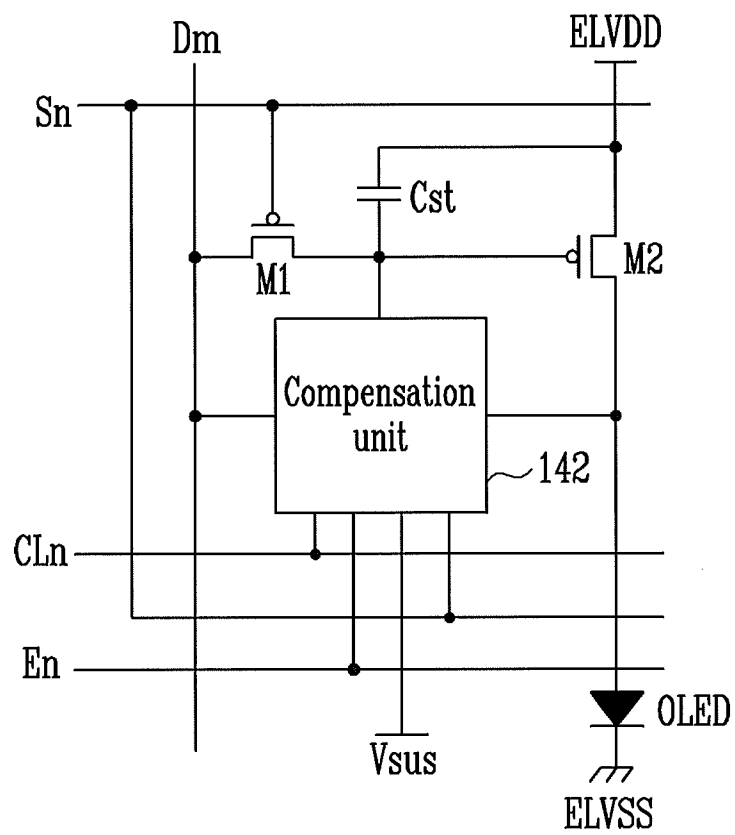 Dm
ELVDD
Sn
Cst
M1
M2
Compensation
unit
142
CLn
En
OLED
Vsus
ELVSS